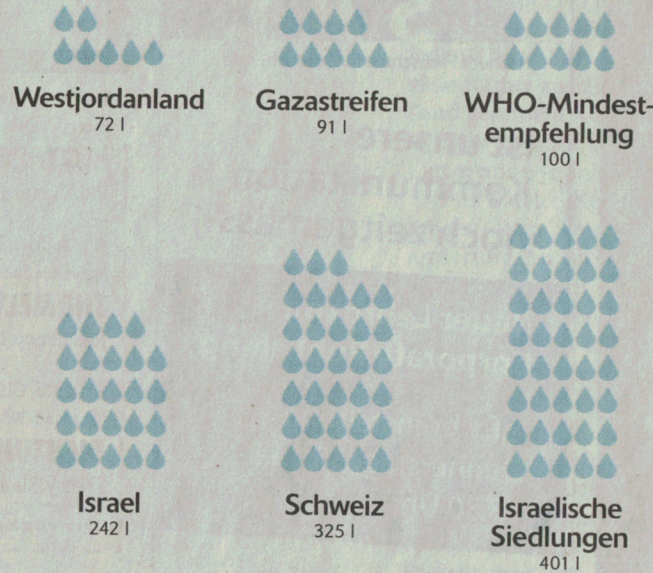 Westjordanland
72 l
Gazastreifen
91 l
WHO-Mindest-
empfehlung
100 l
Israel
242 l
Schweiz
325 l
Israelische
Siedlungen
401 l